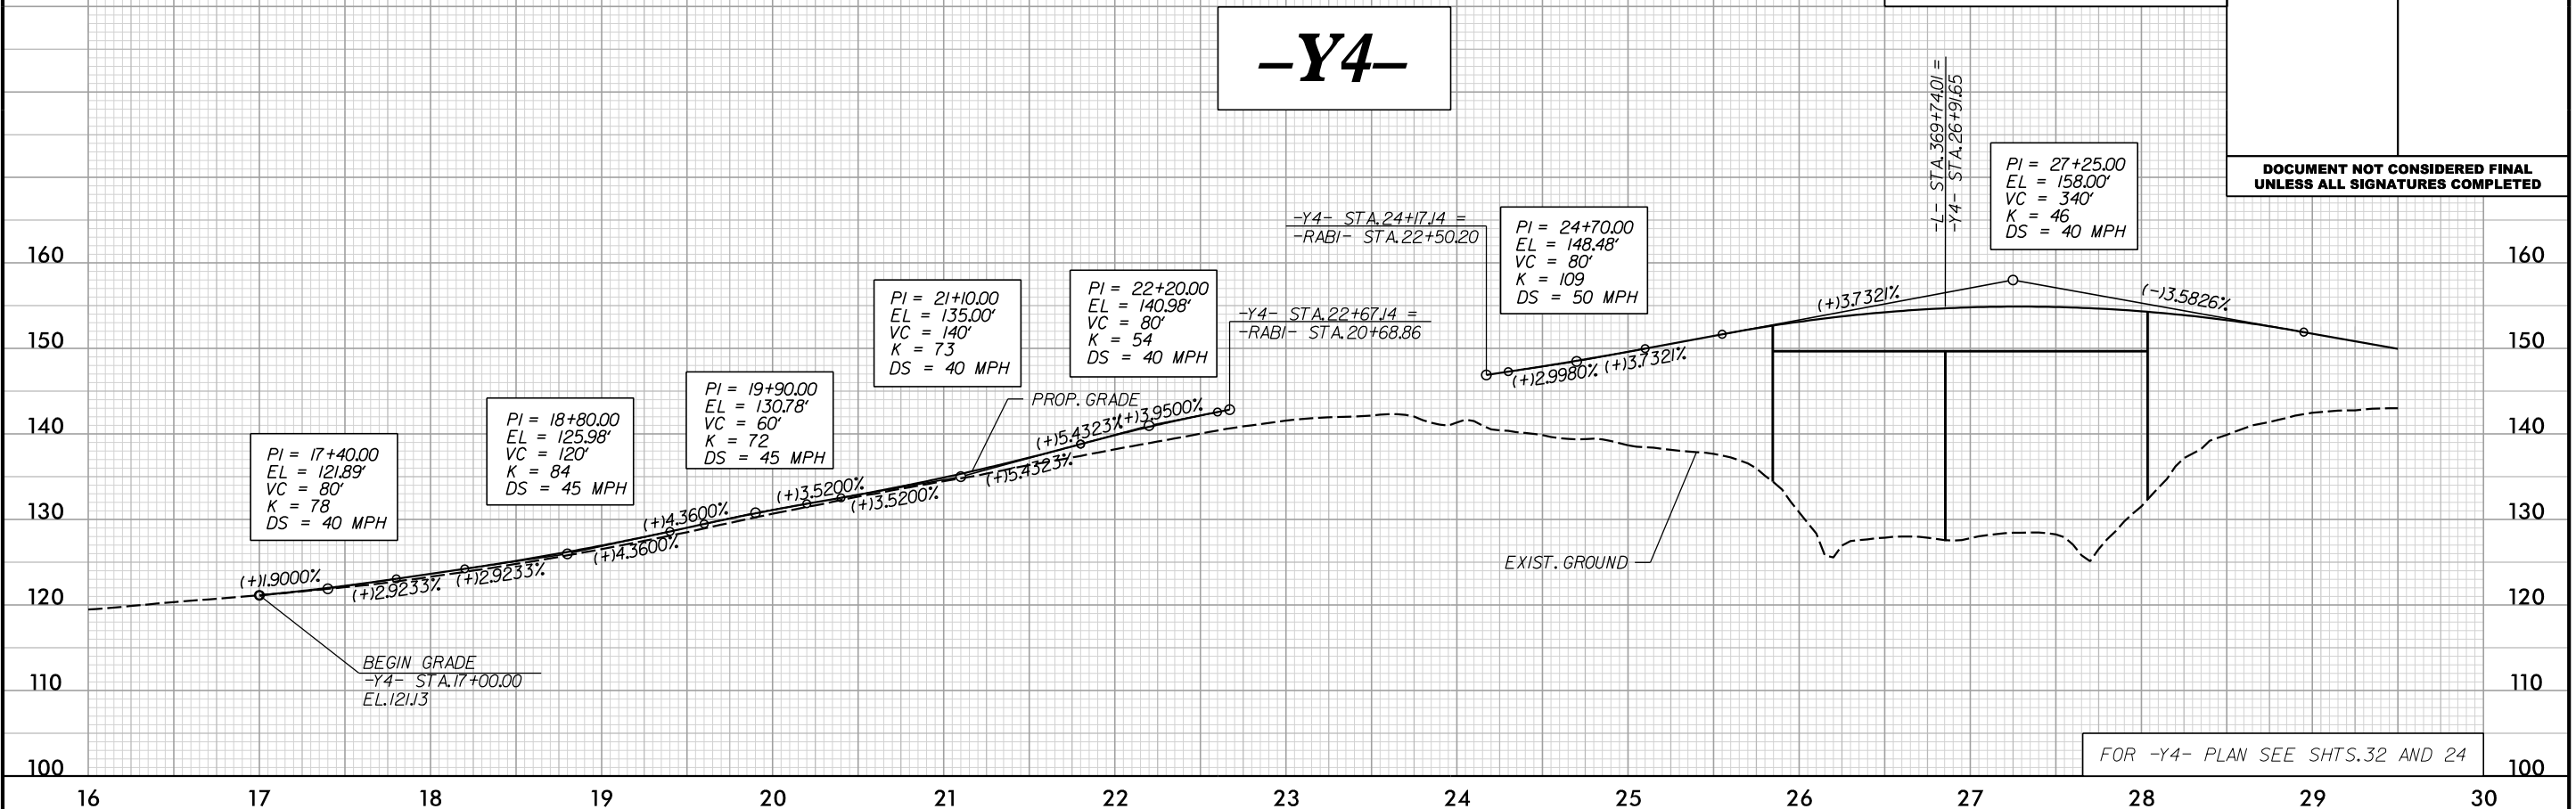 –Y4–
DOCUMENT NOT CONSIDERED FINAL
UNLESS ALL SIGNATURES COMPLETED
-L- STA.369+74.01 =
-Y4- STA.26+91.65
PI = 27+25.00
EL = 158.00'
VC = 340'
K = 46
DS = 40 MPH
-Y4- STA.24+17.14 =
-RAB1- STA.22+50.20
PI = 24+70.00
EL = 148.48'
VC = 80'
K = 109
DS = 50 MPH
PI = 22+20.00
EL = 140.98'
VC = 80'
K = 54
DS = 40 MPH
-Y4- STA.22+67.14 =
-RAB1- STA.20+68.86
PI = 21+10.00
EL = 135.00'
VC = 140'
K = 73
DS = 40 MPH
PI = 19+90.00
EL = 130.78'
VC = 60'
K = 72
DS = 45 MPH
PI = 18+80.00
EL = 125.98'
VC = 120'
K = 84
DS = 45 MPH
PI = 17+40.00
EL = 121.89'
VC = 80'
K = 78
DS = 40 MPH
160
150
140
130
120
110
100
160
150
140
130
120
110
100
(+)1.9000%
(+)2.9233%
(+)2.9233%
(+)4.3600%
(+)4.3600%
(+)3.5200%
(+)3.5200%
(+)5.4323%
(+)5.4323%
(+)3.9500%
(+)2.9980%
(+)3.7321%
(+)3.7321%
(-)3.5826%
PROP. GRADE
EXIST. GROUND
BEGIN GRADE
-Y4- STA.17+00.00
EL.121.13
FOR -Y4- PLAN SEE SHTS.32 AND 24
16 17 18 19 20 21 22 23 24 25 26 27 28 29 30